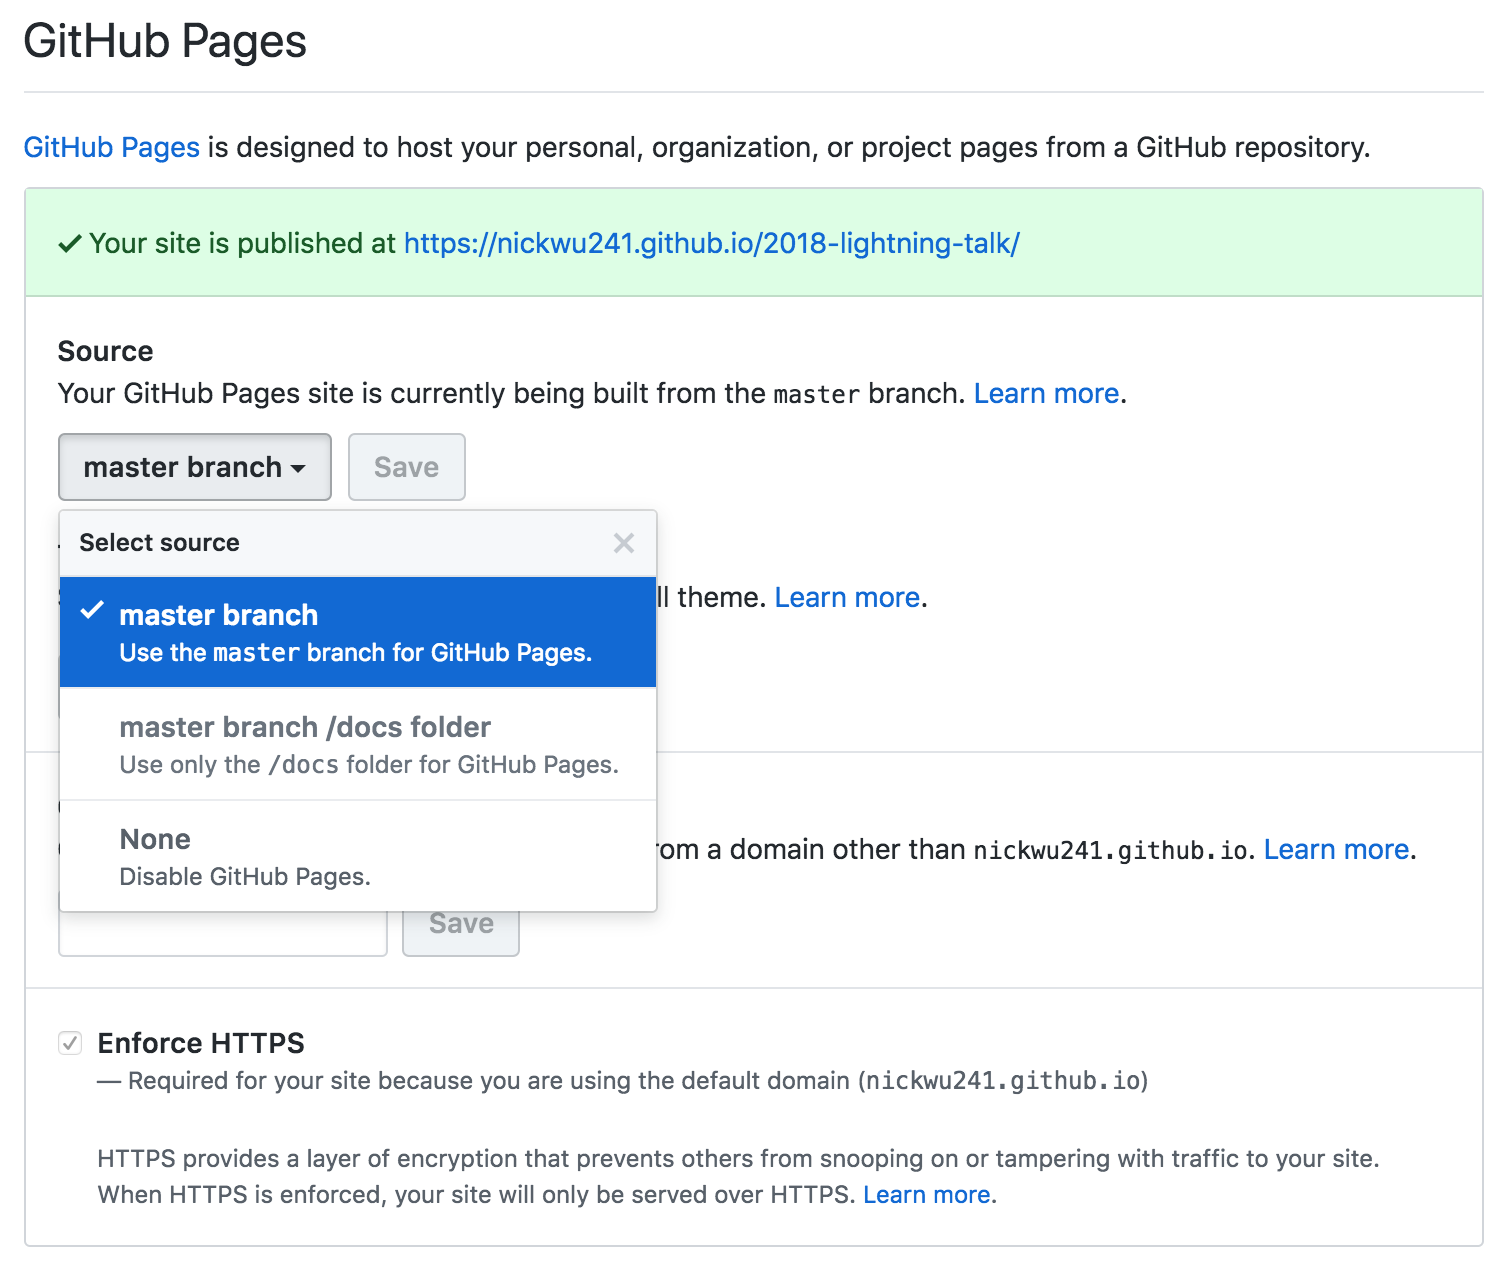 GitHub Pages
GitHub Pages is designed to host your personal, organization, or project pages from a GitHub repository.
Your site is published at https://nickwu241.github.io/2018-lightning-talk/
Source
Your GitHub Pages site is currently being built from the master branch. Learn more.
master branch Save
Select source
theme. Learn more.
master branch
Use the master branch for GitHub Pages.
master branch /docs folder
Use only the /docs folder for GitHub Pages.
None
a domain other than nickwu241.github.io. Learn more.
Disable GitHub Pages.
Save
Enforce HTTPS
— Required for your site because you are using the default domain (nickwu241.github.io)
HTTPS provides a layer of encryption that prevents others from snooping on or tampering with traffic to your site.
When HTTPS is enforced, your site will only be served over HTTPS. Learn more.